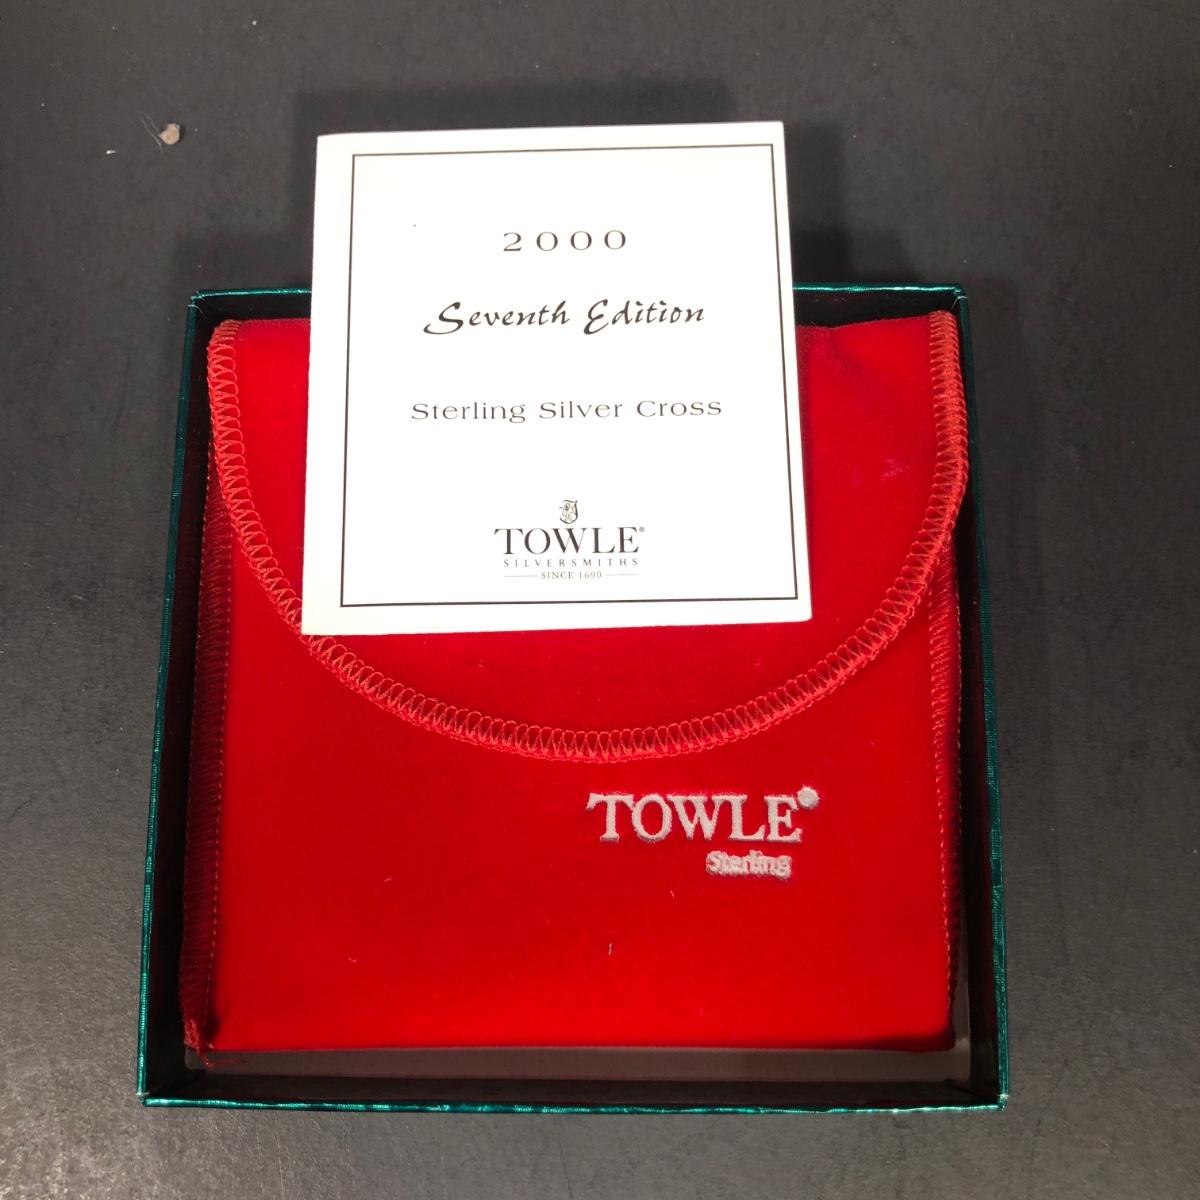 2000
Seventh Edition
Sterling Silver Cross
TOWLE®
SILVERSMITHS
SINCE 1690
TOWLE®
Sterling